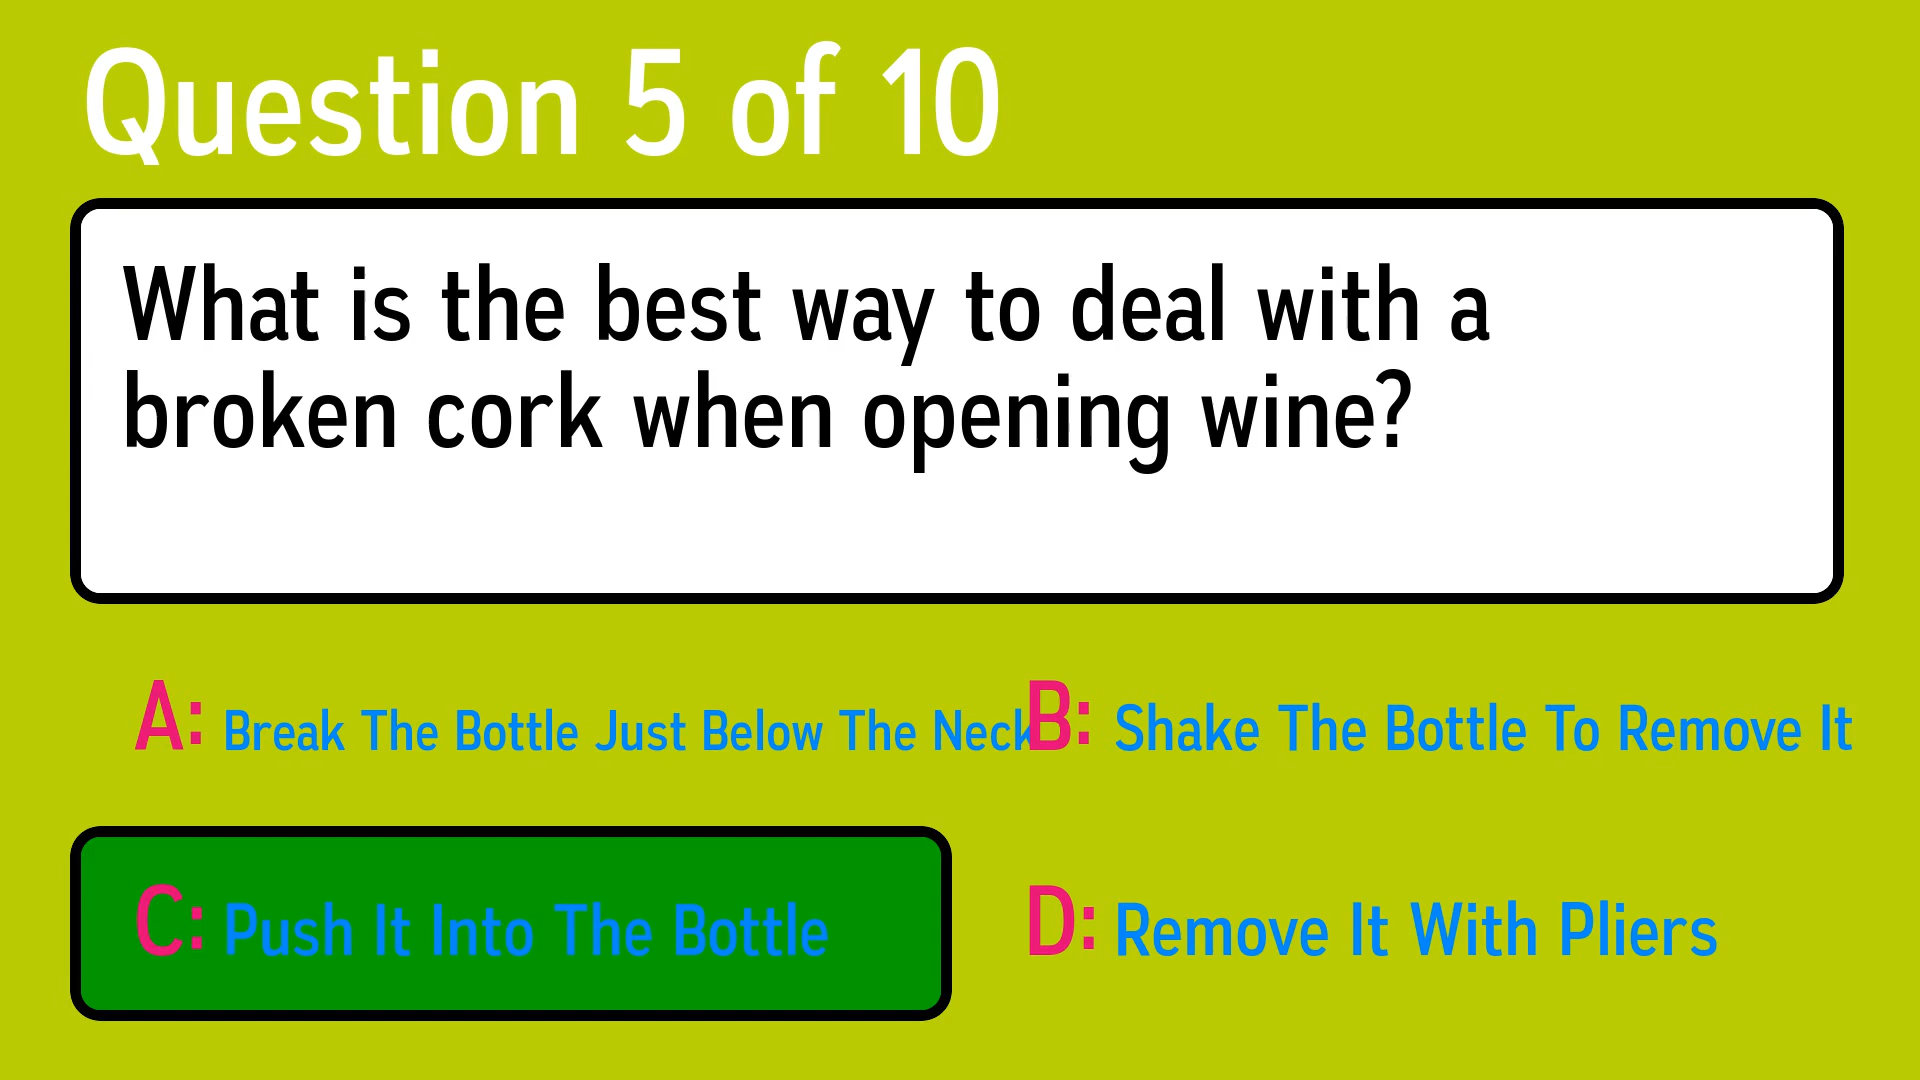 Question 5 of 10
What is the best way to deal with a
broken cork when opening wine?
A: Break The Bottle Just Below The Neck
B: Shake The Bottle To Remove It
C: Push It Into The Bottle
D: Remove It With Pliers